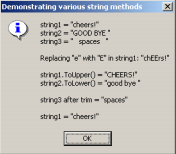 Demonstrating various string methods
string1 = "cheers!"
string2 = "GOOD BYE "
string3 = "   spaces   "
Replacing "e" with "E" in string1: "chEErs!"
string1.ToUpper() = "CHEERS!"
string2.ToLower() = "good bye "
string3 after trim = "spaces"
string1 = "cheers!"
OK